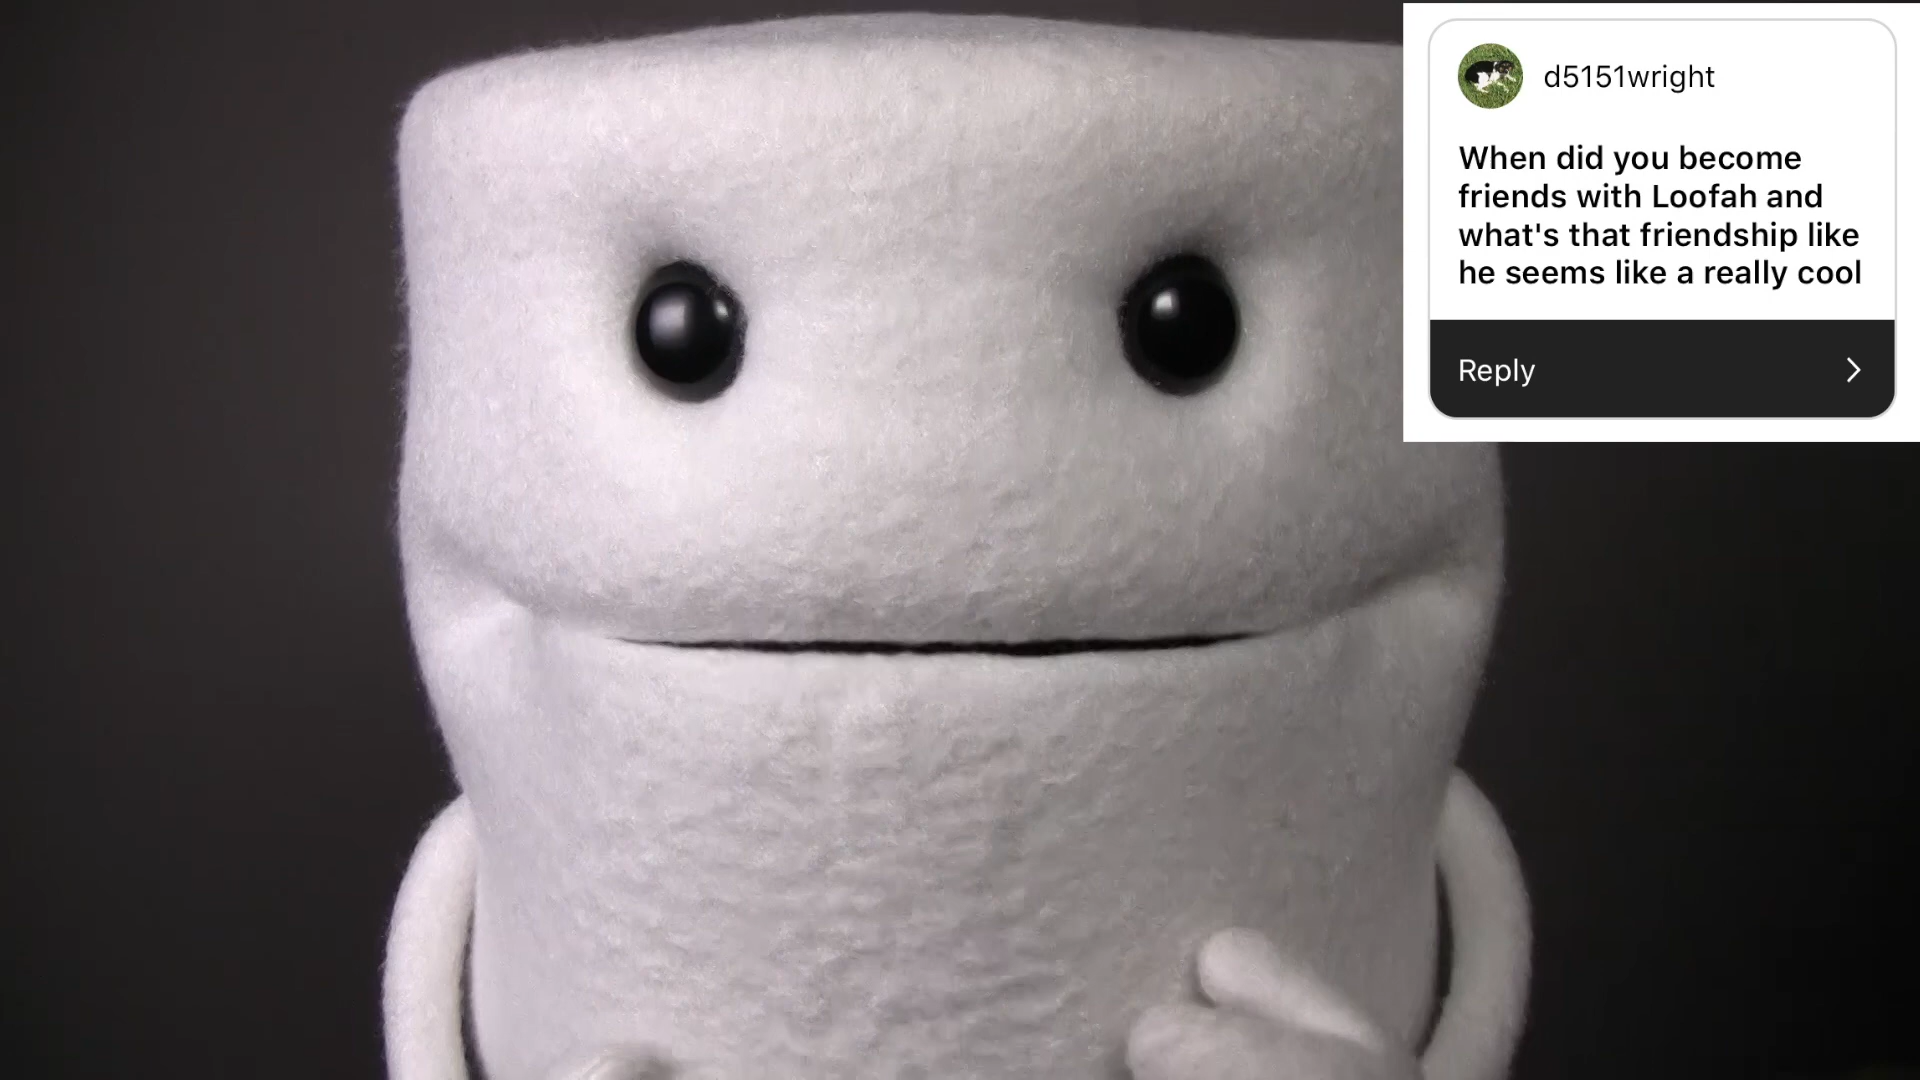 d5151wright
When did you become
friends with Loofah and
what's that friendship like
he seems like a really cool
Reply